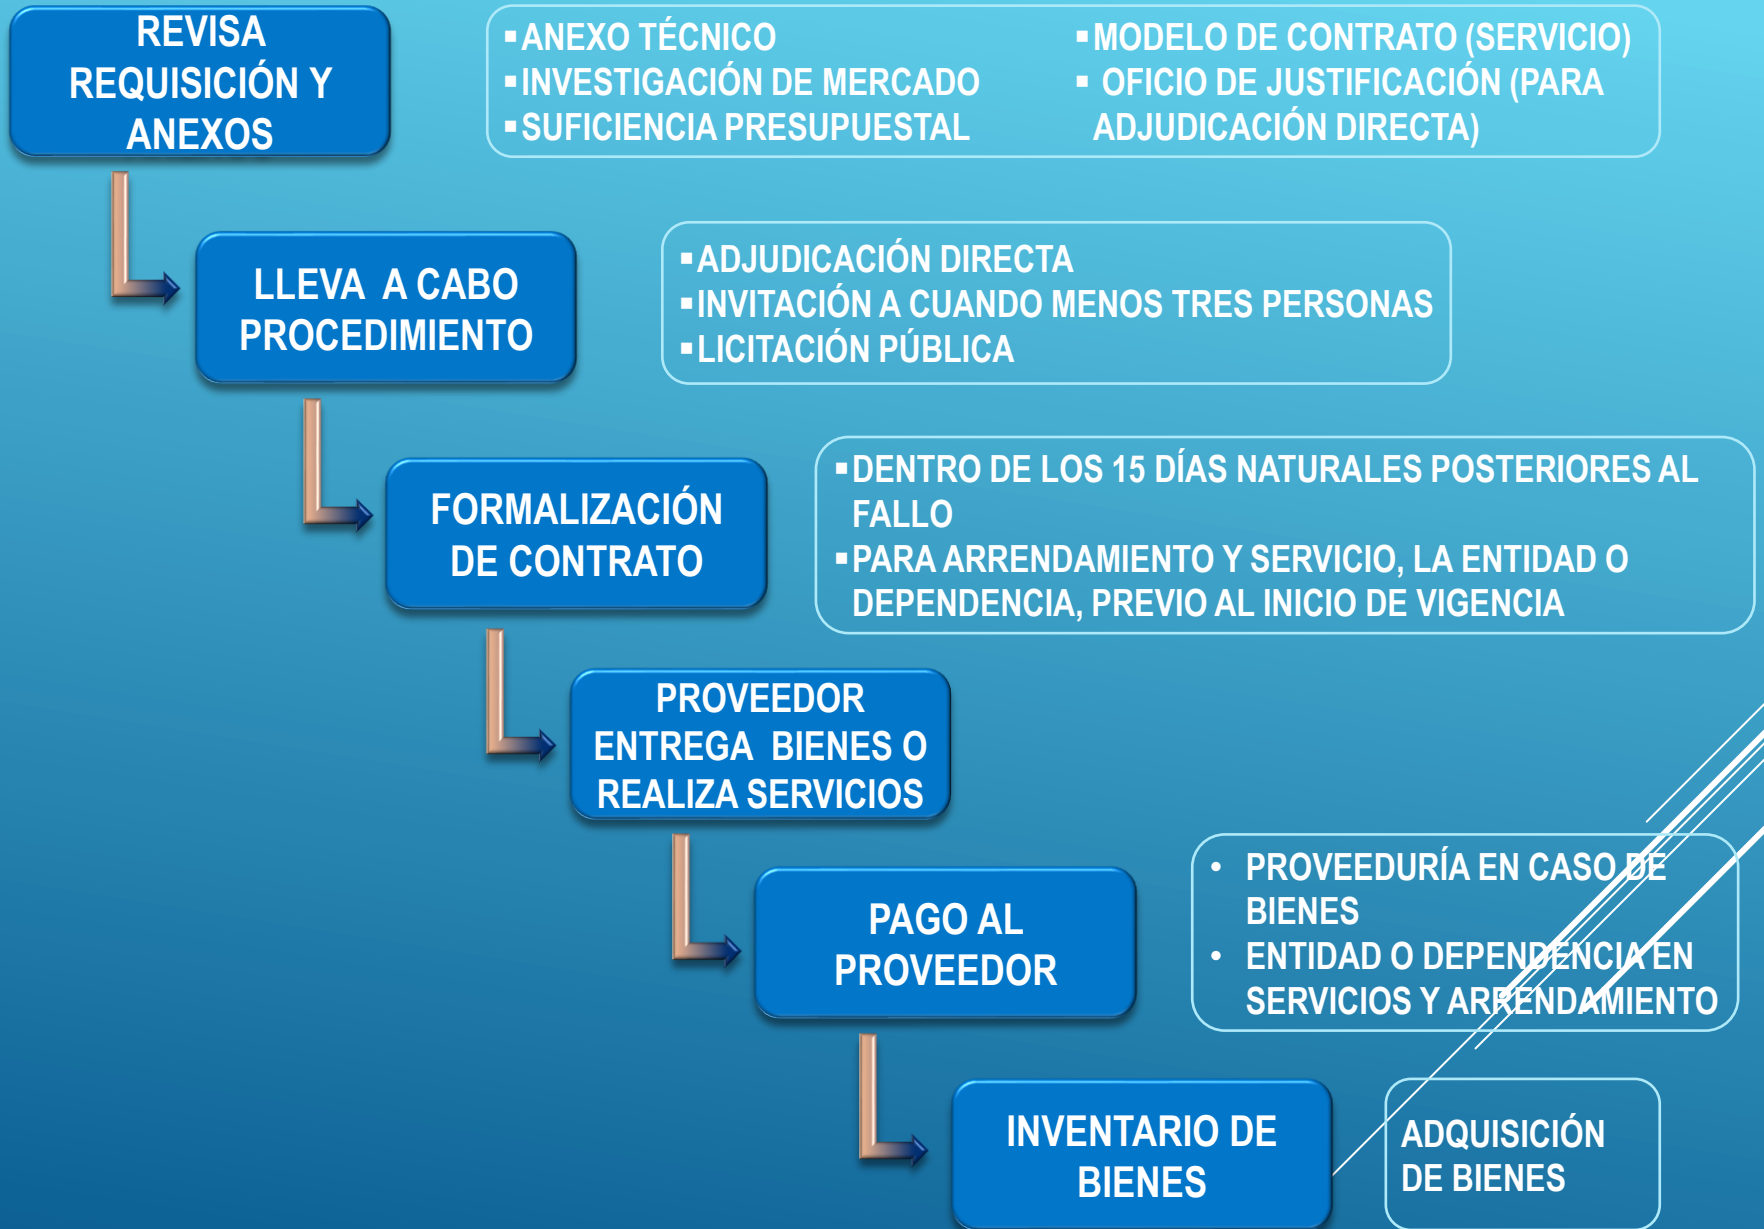 REVISA
REQUISICIÓN Y
ANEXOS
▪ANEXO TÉCNICO
▪INVESTIGACIÓN DE MERCADO
▪SUFICIENCIA PRESUPUESTAL
▪MODELO DE CONTRATO (SERVICIO)
▪ OFICIO DE JUSTIFICACIÓN (PARA
ADJUDICACIÓN DIRECTA)
LLEVA A CABO
PROCEDIMIENTO
▪ADJUDICACIÓN DIRECTA
▪INVITACIÓN A CUANDO MENOS TRES PERSONAS
▪LICITACIÓN PÚBLICA
FORMALIZACIÓN
DE CONTRATO
▪DENTRO DE LOS 15 DÍAS NATURALES POSTERIORES AL
FALLO
▪PARA ARRENDAMIENTO Y SERVICIO, LA ENTIDAD O
DEPENDENCIA, PREVIO AL INICIO DE VIGENCIA
PROVEEDOR
ENTREGA BIENES O
REALIZA SERVICIOS
PAGO AL
PROVEEDOR
• PROVEEDURÍA EN CASO DE
BIENES
• ENTIDAD O DEPENDENCIA EN
SERVICIOS Y ARRENDAMIENTO
INVENTARIO DE
BIENES
ADQUISICIÓN
DE BIENES